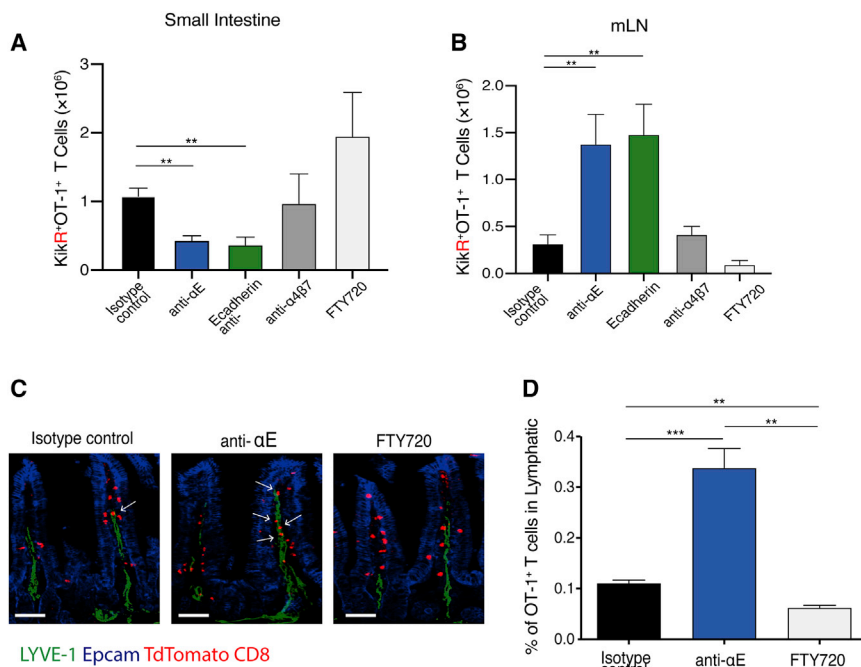 Small Intestine
A
KikR⁺OT-1⁺ T Cells (×10⁶)
3
2
1
0
**
**
Isotype
control
anti-αE
Ecadherin
anti-
anti-α4β7
FTY720
mLN
B
KikR⁺OT-1⁺ T Cells (×10⁶)
2.0
1.5
1.0
0.5
0.0
**
**
Isotype
control
anti-αE
Ecadherin
anti-α4β7
FTY720
C
Isotype control
anti-αE
FTY720
LYVE-1 Epcam TdTomato CD8
D
% of OT-1⁺ T cells in Lymphatic
0.4
0.3
0.2
0.1
0.0
**
***
**
Isotype
control
anti-αE
FTY720